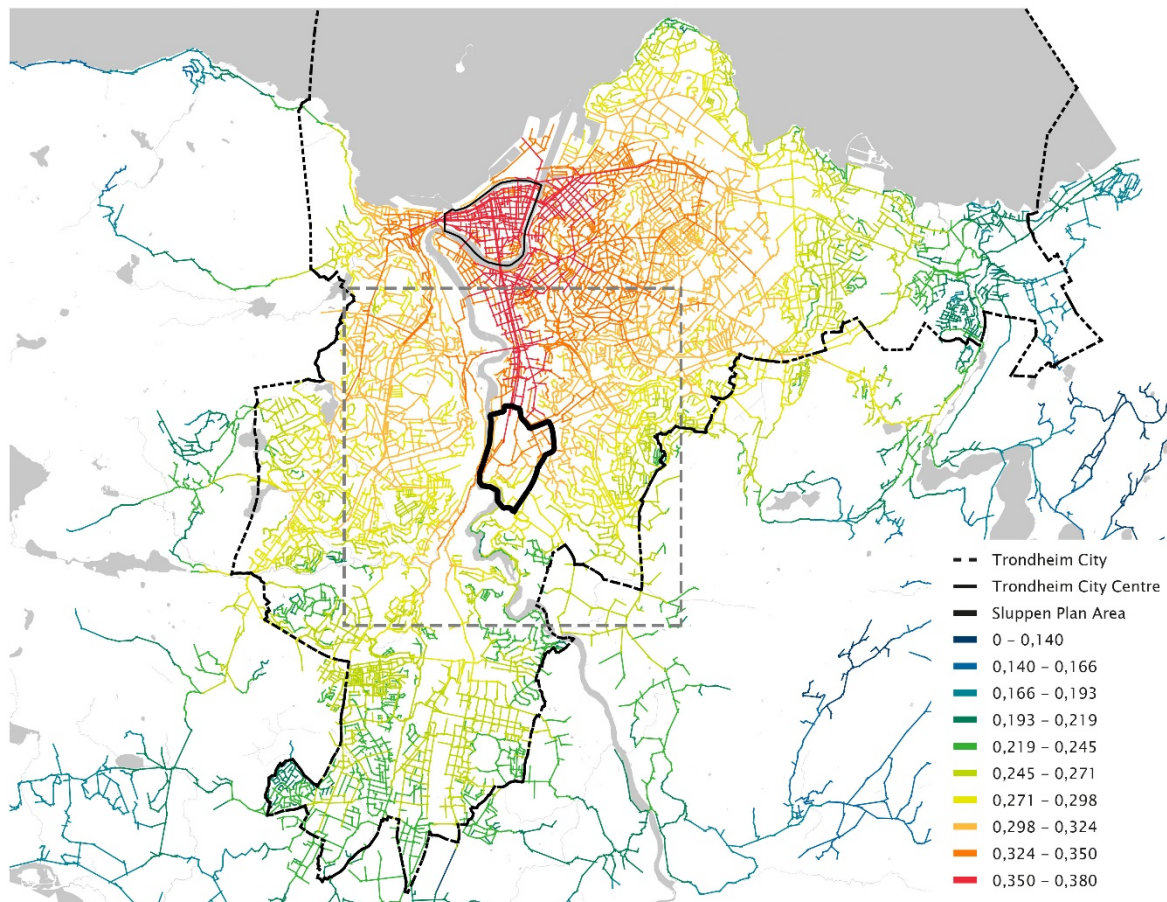 Trondheim City
Trondheim City Centre
Sluppen Plan Area
0 – 0,140
0,140 – 0,166
0,166 – 0,193
0,193 – 0,219
0,219 – 0,245
0,245 – 0,271
0,271 – 0,298
0,298 – 0,324
0,324 – 0,350
0,350 – 0,380